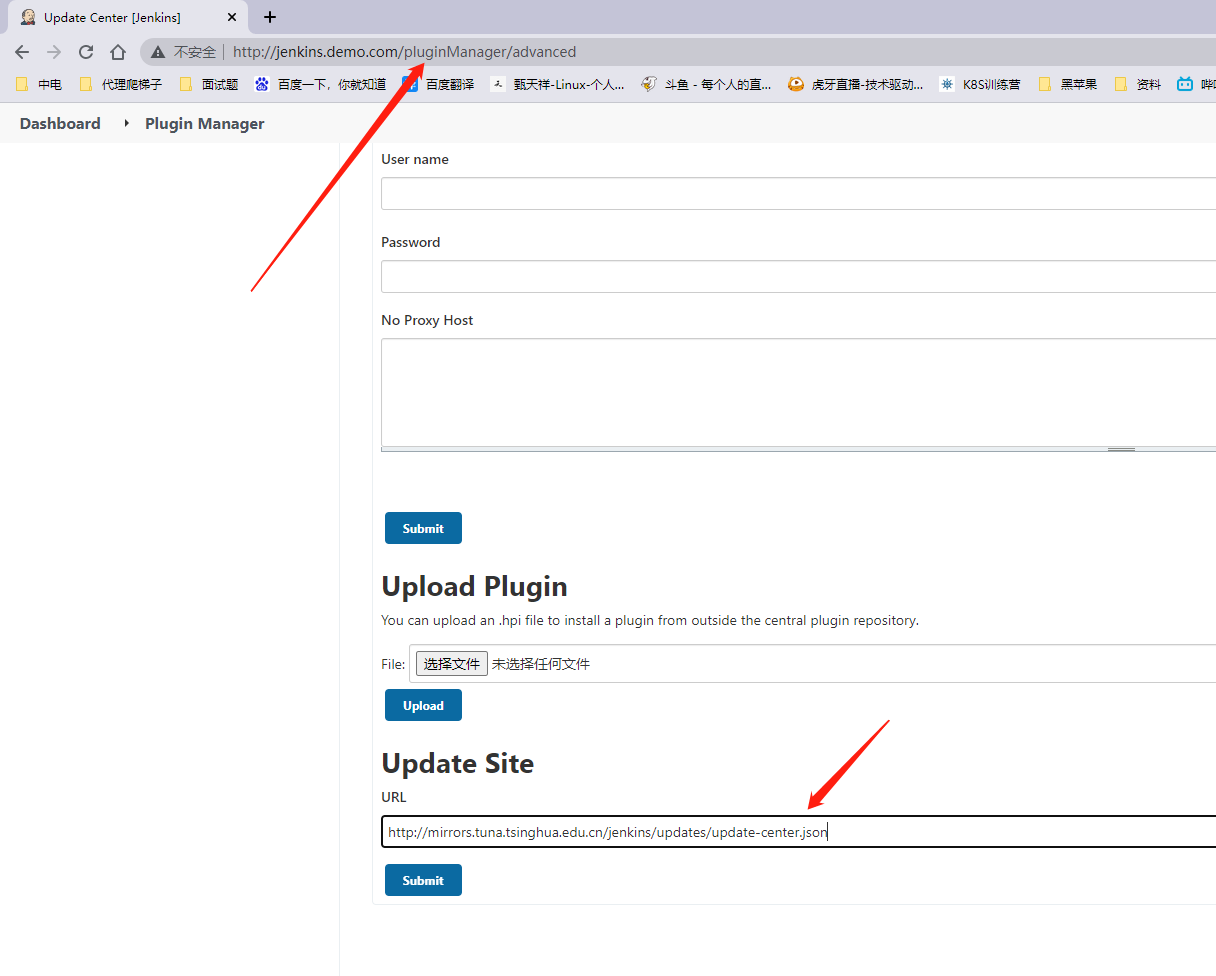 Update Center [Jenkins]
不安全 http://jenkins.demo.com/pluginManager/advanced
中电 代理爬梯子 面试题 百度一下，你就知道 百度翻译 甄天祥-Linux-个人... 斗鱼 - 每个人的直... 虎牙直播-技术驱动... K8S训练营 黑苹果 资料
Dashboard Plugin Manager
User name
Password
No Proxy Host
Submit
Upload Plugin
You can upload an .hpi file to install a plugin from outside the central plugin repository.
File: 选择文件 未选择任何文件
Upload
Update Site
URL
http://mirrors.tuna.tsinghua.edu.cn/jenkins/updates/update-center.json
Submit